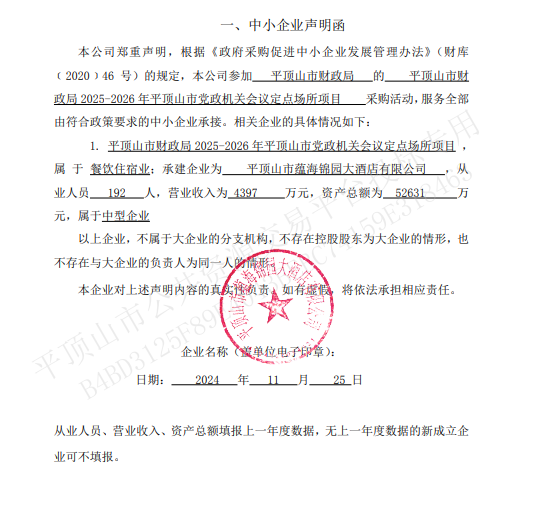 一、中小企业声明函
本公司郑重声明，根据《政府采购促进中小企业发展管理办法》（财库
﹝2020﹞46 号）的规定，本公司参加 平顶山市财政局 的 平顶山市财
政局 2025-2026 年平顶山市党政机关会议定点场所项目 采购活动，服务全部
由符合政策要求的中小企业承接。相关企业的具体情况如下：
1. 平顶山市财政局 2025-2026 年平顶山市党政机关会议定点场所项目 ，
属 于 餐饮住宿业；承建企业为 平顶山市蕴海锦园大酒店有限公司 ，从
业人员 192 人，营业收入为 4397 万元，资产总额为 52631 万
元，属于中型企业
以上企业，不属于大企业的分支机构，不存在控股股东为大企业的情形，也
不存在与大企业的负责人为同一人的情形。
本企业对上述声明内容的真实性负责。如有虚假，将依法承担相应责任。
企业名称（盖单位电子印章）：
日期： 2024 年 11 月 25 日
从业人员、营业收入、资产总额填报上一年度数据，无上一年度数据的新成立企
业可不填报。